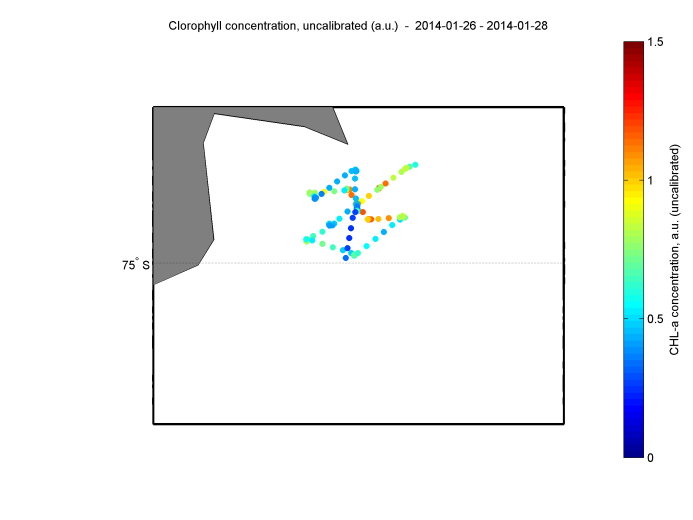 Clorophyll concentration, uncalibrated (a.u.) - 2014-01-26 - 2014-01-28
1.5
1
0.5
0
CHL-a concentration, a.u. (uncalibrated)
75° S